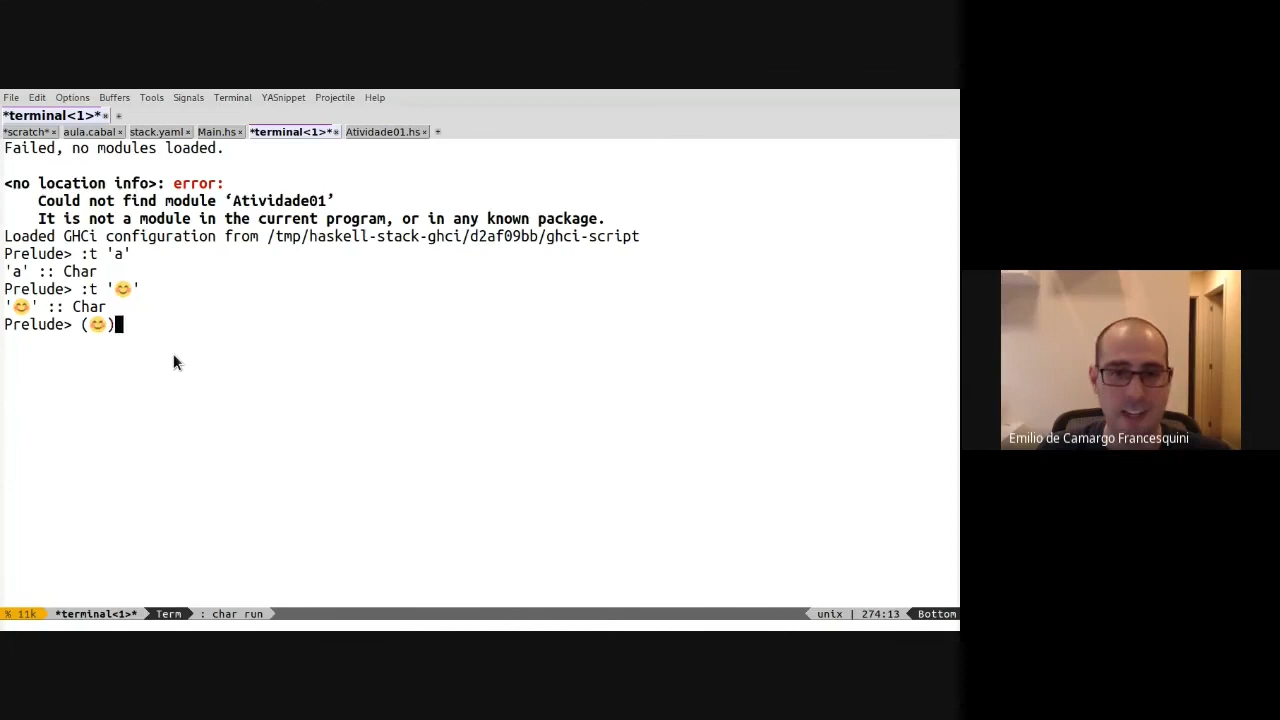 File Edit Options Buffers Tools Signals Terminal YASnippet Projectile Help
*terminal<1>*× +
*scratch*× aula.cabal× stack.yaml× Main.hs× *terminal<1>*× Atividade01.hs× +
Failed, no modules loaded.
<no location info>: error:
Could not find module ‘Atividade01’
It is not a module in the current program, or in any known package.
Loaded GHCi configuration from /tmp/haskell-stack-ghci/d2af09bb/ghci-script
Prelude> :t 'a'
'a' :: Char
Prelude> :t '😊'
'😊' :: Char
Prelude> (😊)
Emilio de Camargo Francesquini
% 11k *terminal<1>* Term : char run unix | 274:13 Bottom